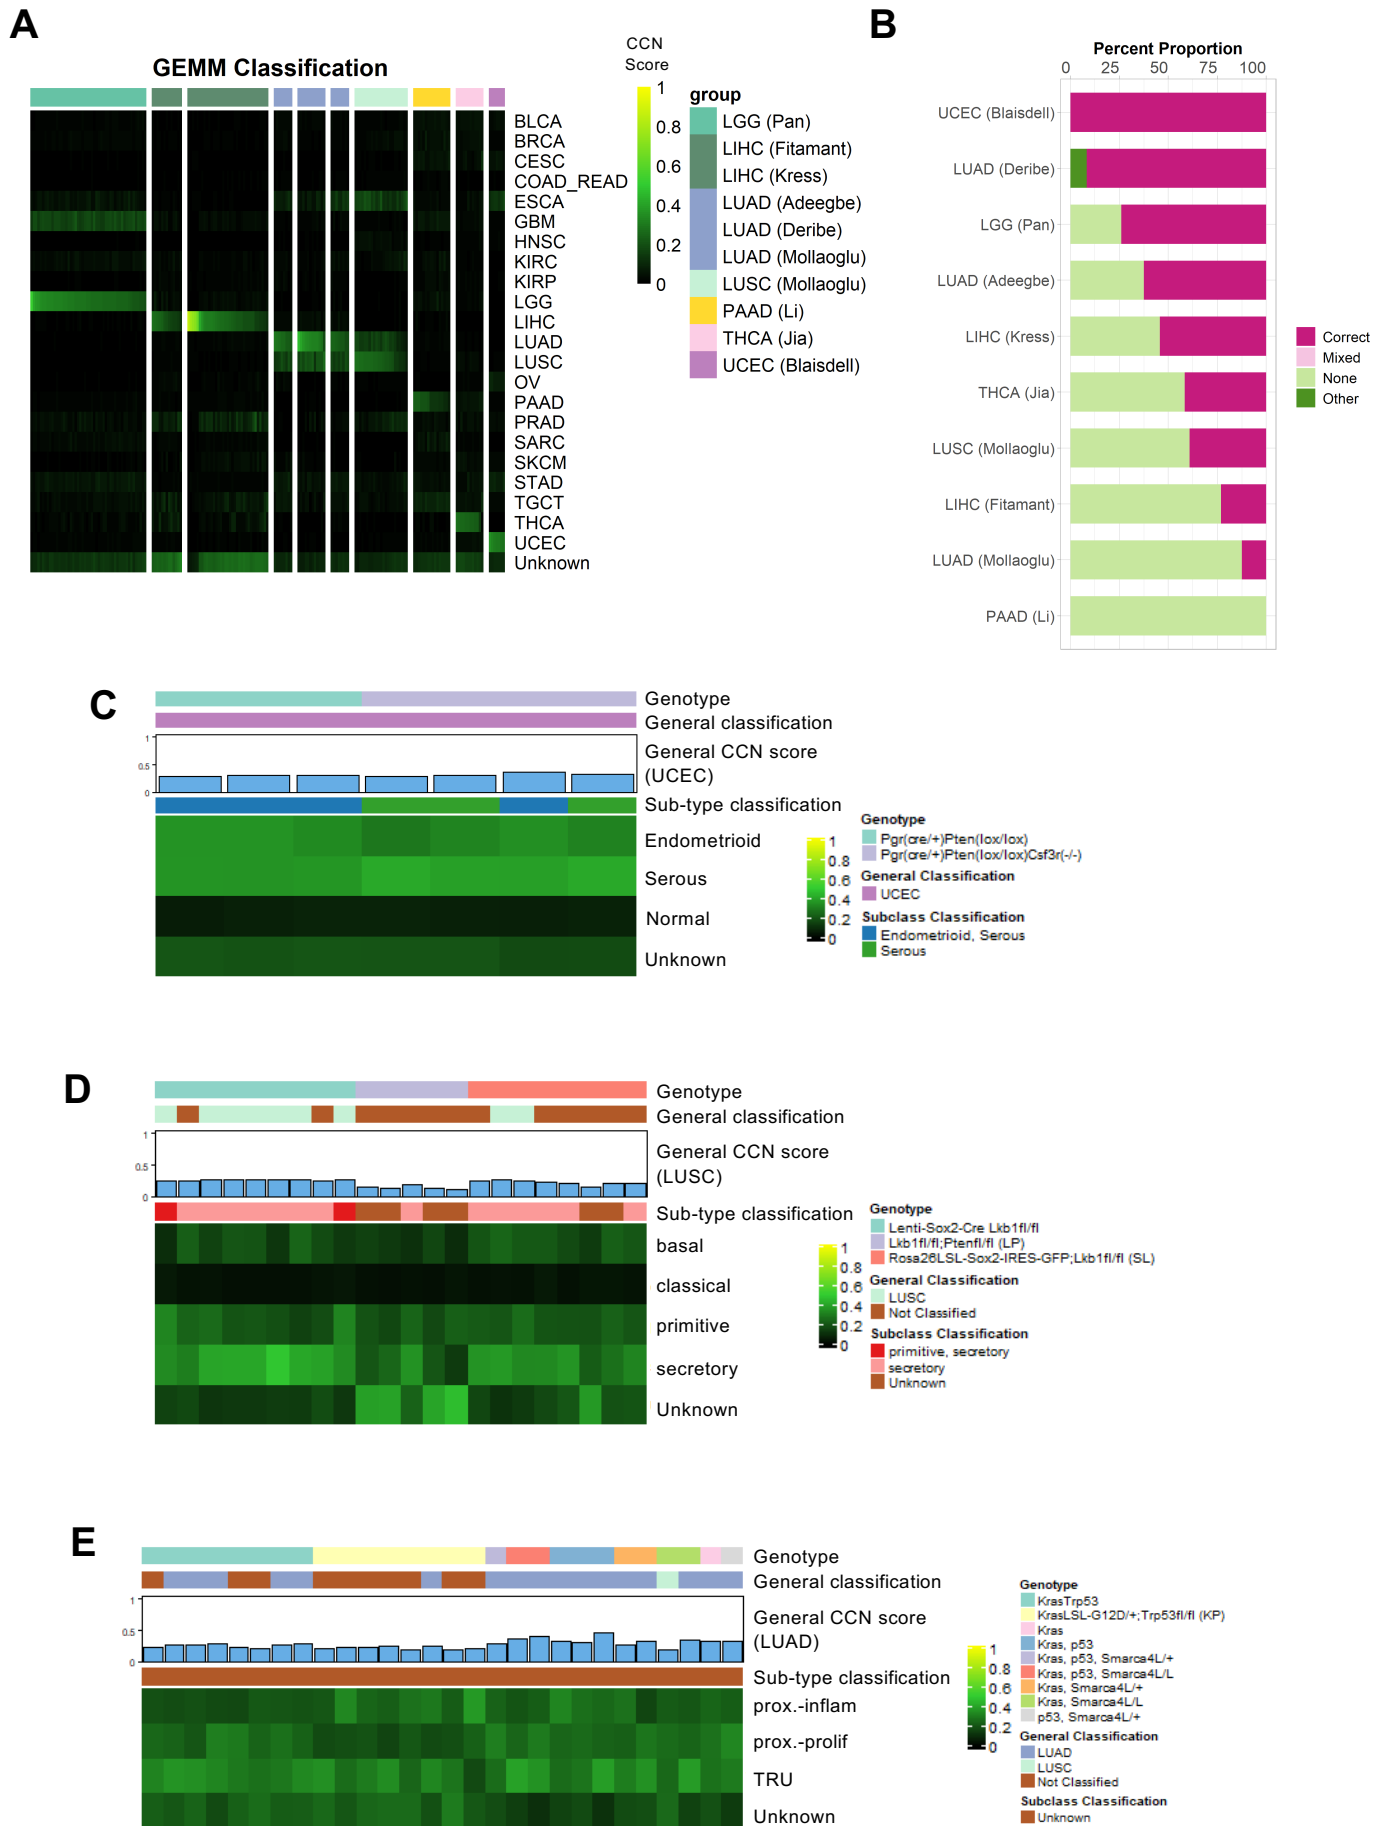 A
GEMM Classification
CCN
Score
1
0.8
0.6
0.4
0.2
0
group
LGG (Pan)
LIHC (Fitamant)
LIHC (Kress)
LUAD (Adeegbe)
LUAD (Deribe)
LUAD (Mollaoglu)
LUSC (Mollaoglu)
PAAD (Li)
THCA (Jia)
UCEC (Blaisdell)
BLCA
BRCA
CESC
COAD_READ
ESCA
GBM
HNSC
KIRC
KIRP
LGG
LIHC
LUAD
LUSC
OV
PAAD
PRAD
SARC
SKCM
STAD
TGCT
THCA
UCEC
Unknown
B
Percent Proportion
0 25 50 75 100
UCEC (Blaisdell)
LUAD (Deribe)
LGG (Pan)
LUAD (Adeegbe)
LIHC (Kress)
THCA (Jia)
LUSC (Mollaoglu)
LIHC (Fitamant)
LUAD (Mollaoglu)
PAAD (Li)
Correct
Mixed
None
Other
C
Genotype
General classification
1
0.5
0
General CCN score
(UCEC)
Sub-type classification
Endometrioid
Serous
Normal
Unknown
1
0.8
0.6
0.4
0.2
0
Genotype
Pgr(cre/+)Pten(lox/lox)
Pgr(cre/+)Pten(lox/lox)Csf3r(-/-)
General Classification
UCEC
Subclass Classification
Endometrioid, Serous
Serous
D
Genotype
General classification
1
0.5
0
General CCN score
(LUSC)
Sub-type classification
basal
classical
primitive
secretory
Unknown
1
0.8
0.6
0.4
0.2
0
Genotype
Lenti-Sox2-Cre Lkb1fl/fl
Lkb1fl/fl;Ptenfl/fl (LP)
Rosa26LSL-Sox2-IRES-GFP;Lkb1fl/fl (SL)
General Classification
LUSC
Not Classified
Subclass Classification
primitive, secretory
secretory
Unknown
E
Genotype
General classification
1
0.5
0
General CCN score
(LUAD)
Sub-type classification
prox.-inflam
prox.-prolif
TRU
Unknown
1
0.8
0.6
0.4
0.2
0
Genotype
KrasTrp53
KrasLSL-G12D/+;Trp53fl/fl (KP)
Kras
Kras, p53
Kras, p53, Smarca4L/+
Kras, p53, Smarca4L/L
Kras, Smarca4L/+
Kras, Smarca4L/L
p53, Smarca4L/+
General Classification
LUAD
LUSC
Not Classified
Subclass Classification
Unknown